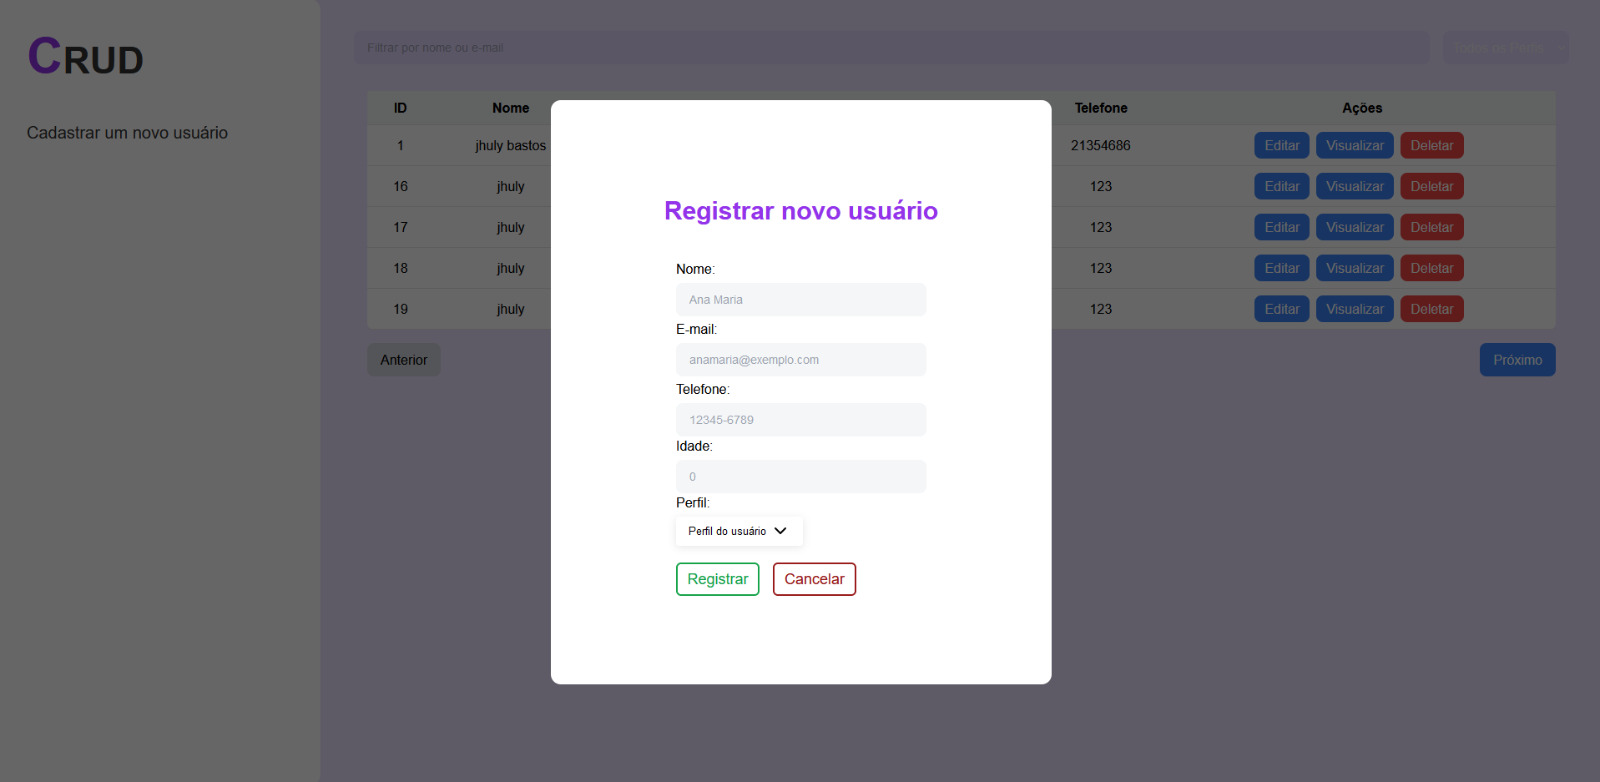 CRUD
Cadastrar um novo usuário
Filtrar por nome ou e-mail
ID Nome Telefone Ações
1 jhuly bastos 21354686 Editar Visualizar Deletar
16 jhuly 123 Editar Visualizar Deletar
17 jhuly 123 Editar Visualizar Deletar
18 jhuly 123 Editar Visualizar Deletar
19 jhuly 123 Editar Visualizar Deletar
Anterior Próximo
Registrar novo usuário
Nome:
Ana Maria
E-mail:
anamaria@exemplo.com
Telefone:
12345-6789
Idade:
0
Perfil:
Perfil do usuário
Registrar Cancelar